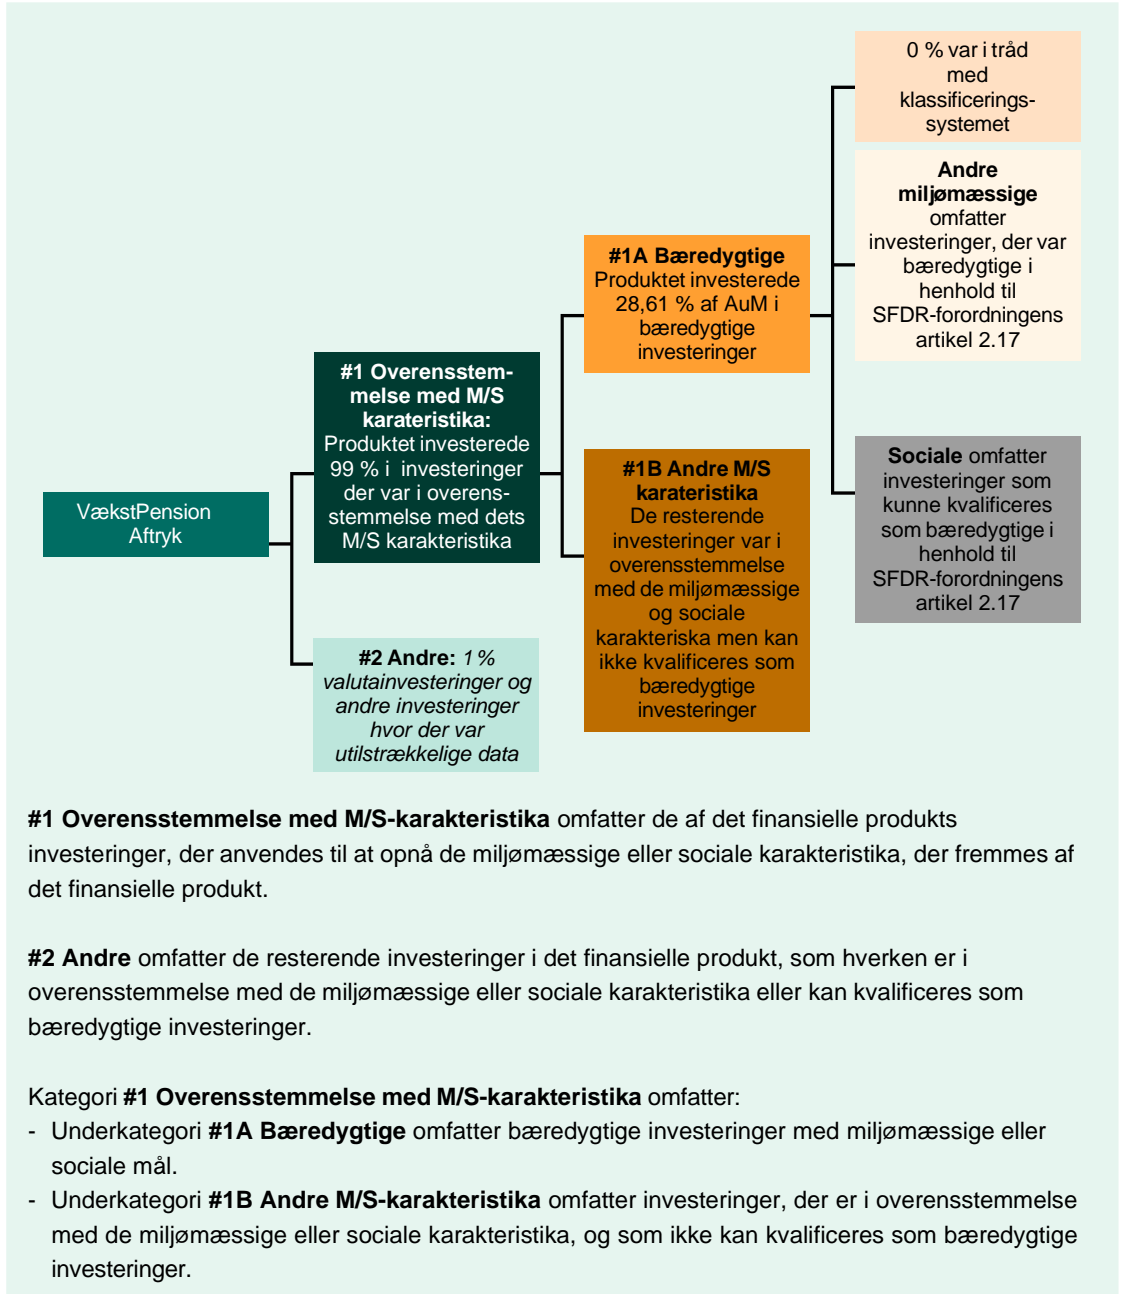 VækstPension
Aftryk
#1 Overensstem-
melse med M/S
karateristika:
Produktet investerede
99 % i investeringer
der var i overens-
stemmelse med dets
M/S karakteristika
#2 Andre: 1 %
valutainvesteringer og
andre investeringer
hvor der var
utilstrækkelige data
#1A Bæredygtige
Produktet investerede
28,61 % af AuM i
bæredygtige
investeringer
#1B Andre M/S
karateristika
De resterende
investeringer var i
overensstemmelse
med de miljømæssige
og sociale
karakteriska men kan
ikke kvalificeres som
bæredygtige
investeringer
0 % var i tråd
med
klassificerings-
systemet
Andre
miljømæssige
omfatter
investeringer, der var
bæredygtige i
henhold til
SFDR-forordningens
artikel 2.17
Sociale omfatter
investeringer som
kunne kvalificeres
som bæredygtige i
henhold til
SFDR-forordningens
artikel 2.17
#1 Overensstemmelse med M/S-karakteristika omfatter de af det finansielle produkts
investeringer, der anvendes til at opnå de miljømæssige eller sociale karakteristika, der fremmes af
det finansielle produkt.
#2 Andre omfatter de resterende investeringer i det finansielle produkt, som hverken er i
overensstemmelse med de miljømæssige eller sociale karakteristika eller kan kvalificeres som
bæredygtige investeringer.
Kategori #1 Overensstemmelse med M/S-karakteristika omfatter:
- Underkategori #1A Bæredygtige omfatter bæredygtige investeringer med miljømæssige eller
sociale mål.
- Underkategori #1B Andre M/S-karakteristika omfatter investeringer, der er i overensstemmelse
med de miljømæssige eller sociale karakteristika, og som ikke kan kvalificeres som bæredygtige
investeringer.